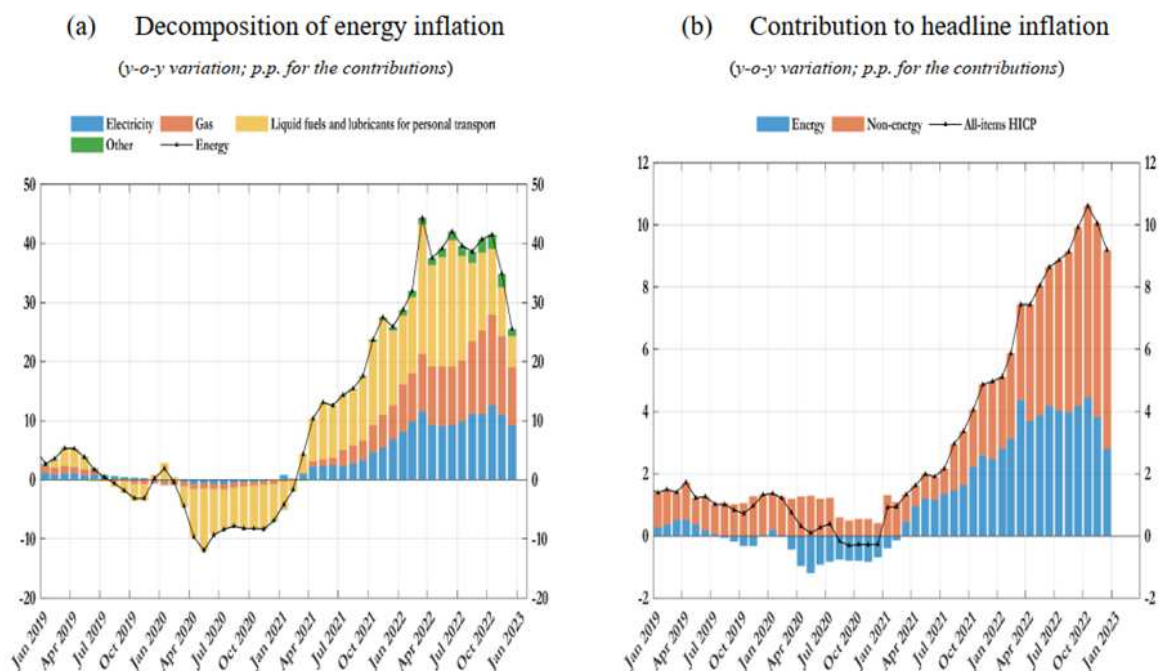 (a) Decomposition of energy inflation
(y-o-y variation; p.p. for the contributions)
Electricity Gas Liquid fuels and lubricants for personal transport
Other Energy
50 50
40 40
30 30
20 20
10 10
0 0
-10 -10
-20 -20
Jan 2019 Apr 2019 Jul 2019 Oct 2019 Jan 2020 Apr 2020 Jul 2020 Oct 2020 Jan 2021 Apr 2021 Jul 2021 Oct 2021 Jan 2022 Apr 2022 Jul 2022 Oct 2022 Jan 2023
(b) Contribution to headline inflation
(y-o-y variation; p.p. for the contributions)
Energy Non-energy All-items HICP
12 12
10 10
8 8
6 6
4 4
2 2
0 0
-2 -2
Jan 2019 Apr 2019 Jul 2019 Oct 2019 Jan 2020 Apr 2020 Jul 2020 Oct 2020 Jan 2021 Apr 2021 Jul 2021 Oct 2021 Jan 2022 Apr 2022 Jul 2022 Oct 2022 Jan 2023